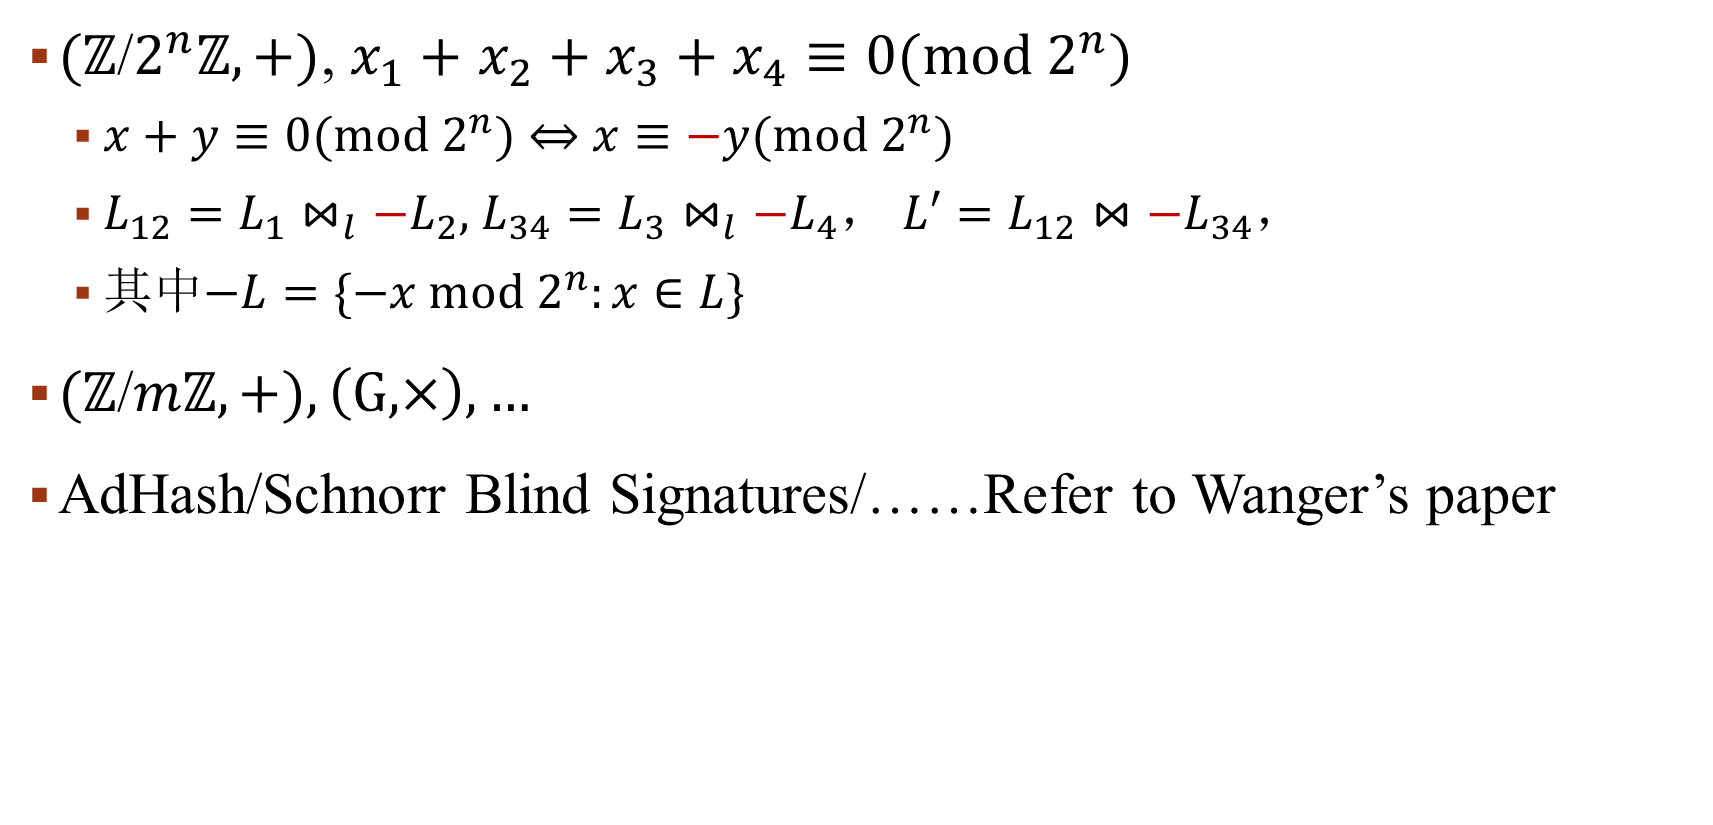 ▪ (ℤ/2ⁿℤ, +), x₁ + x₂ + x₃ + x₄ ≡ 0(mod 2ⁿ)
▪ x + y ≡ 0(mod 2ⁿ) ⇔ x ≡ −y(mod 2ⁿ)
▪ L₁₂ = L₁ ⋈ₗ −L₂, L₃₄ = L₃ ⋈ₗ −L₄， L′ = L₁₂ ⋈ −L₃₄，
▪ 其中−L = {−x mod 2ⁿ: x ∈ L}
▪ (ℤ/mℤ, +), (G,×), …
▪ AdHash/Schnorr Blind Signatures/……Refer to Wanger’s paper